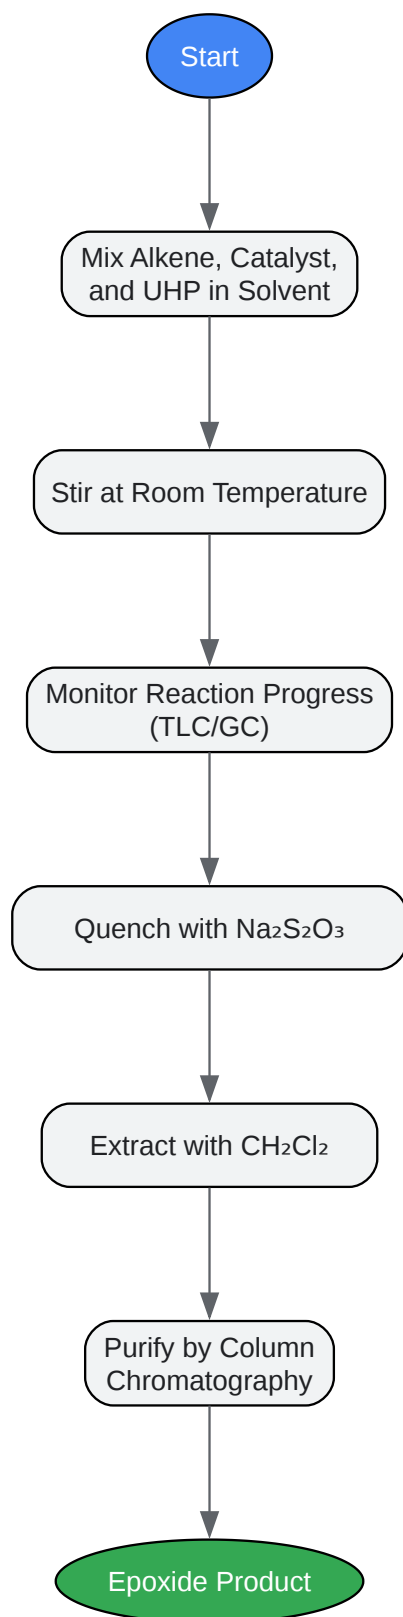 Start
Mix Alkene, Catalyst,
and UHP in Solvent
Stir at Room Temperature
Monitor Reaction Progress
(TLC/GC)
Quench with Na₂S₂O₃
Extract with CH₂Cl₂
Purify by Column
Chromatography
Epoxide Product